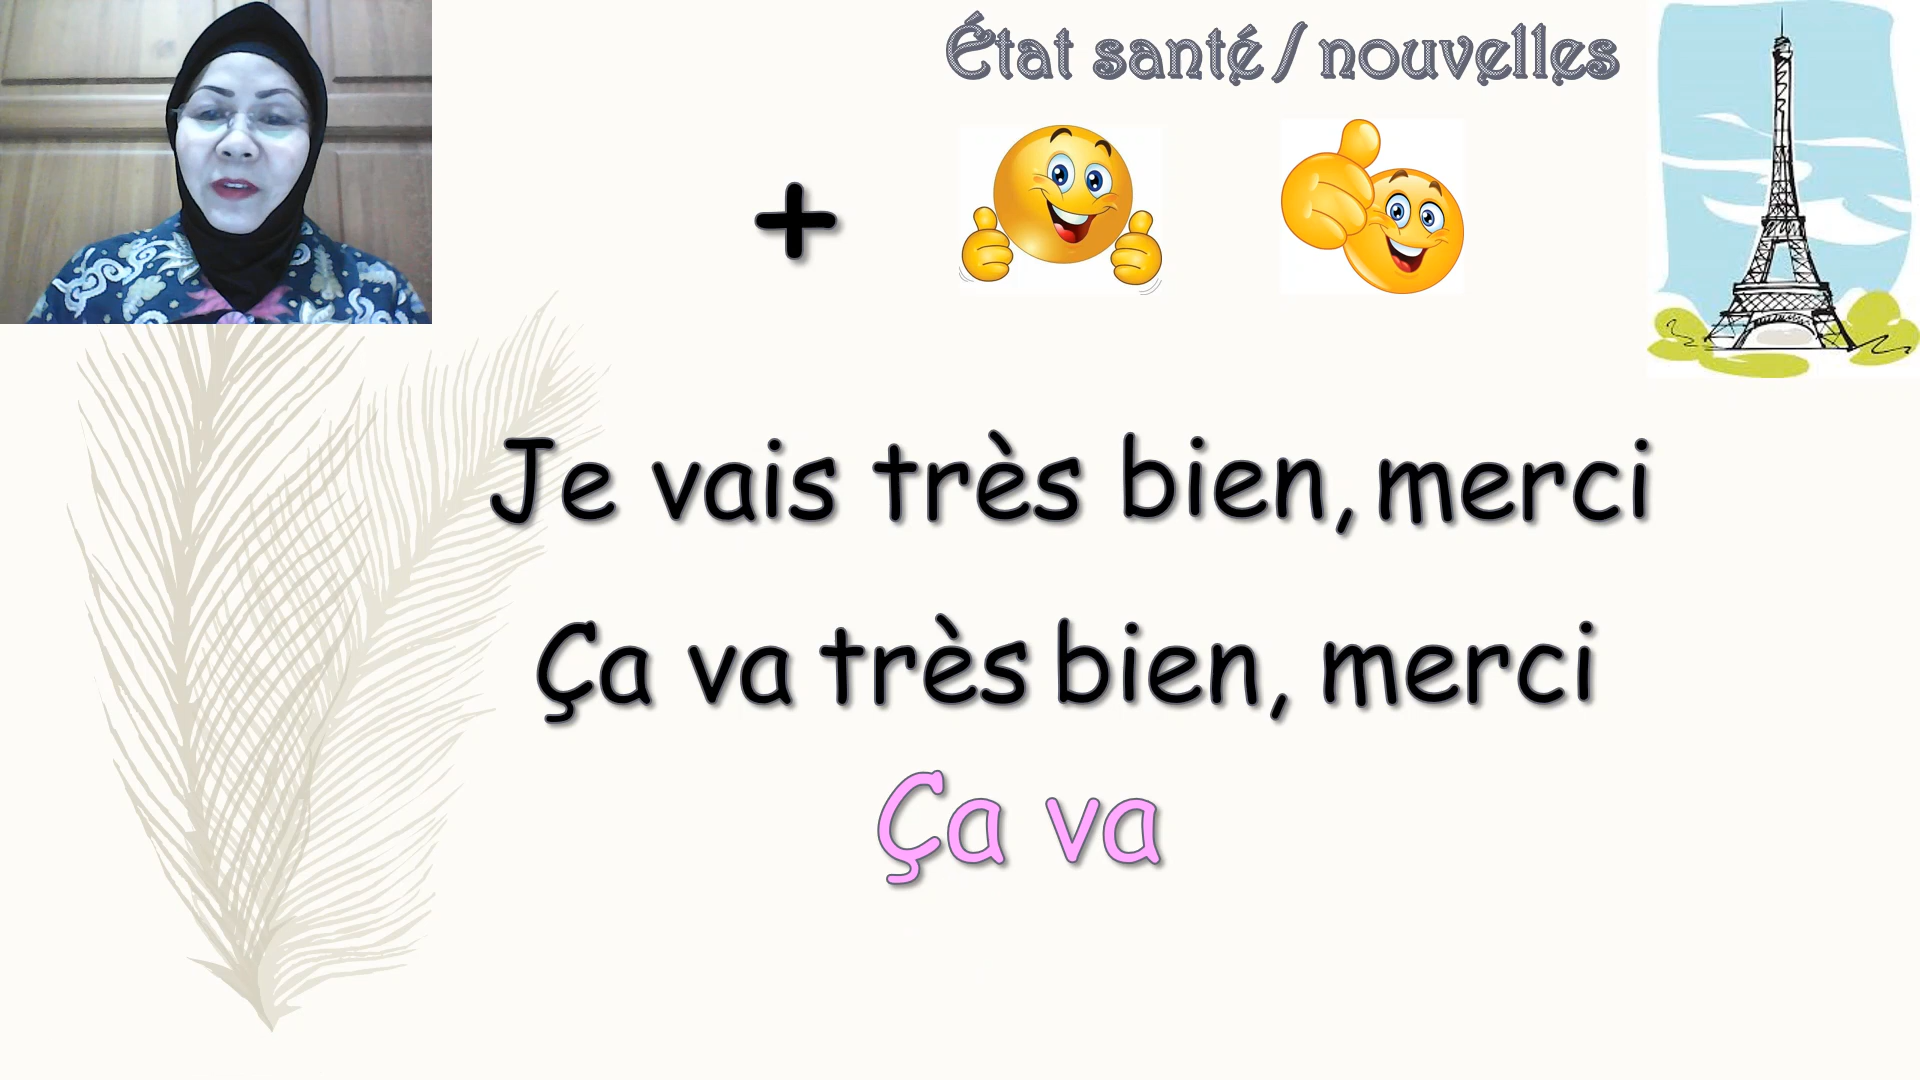 État santé / nouvelles
+
Je vais très bien, merci
Ça va très bien, merci
Ça va